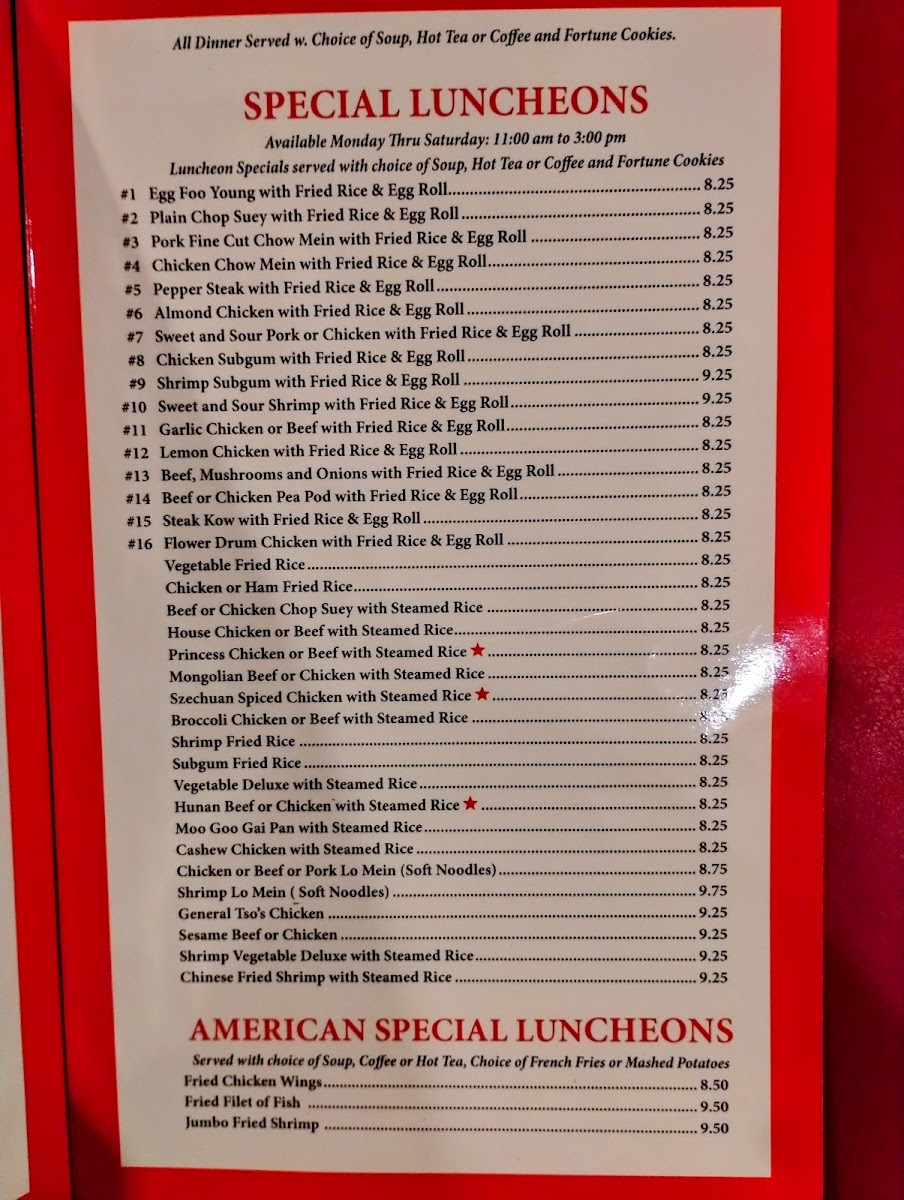 All Dinner Served w. Choice of Soup, Hot Tea or Coffee and Fortune Cookies.
SPECIAL LUNCHEONS
Available Monday Thru Saturday: 11:00 am to 3:00 pm
Luncheon Specials served with choice of Soup, Hot Tea or Coffee and Fortune Cookies
#1 Egg Foo Young with Fried Rice & Egg Roll 8.25
#2 Plain Chop Suey with Fried Rice & Egg Roll 8.25
#3 Pork Fine Cut Chow Mein with Fried Rice & Egg Roll 8.25
#4 Chicken Chow Mein with Fried Rice & Egg Roll 8.25
#5 Pepper Steak with Fried Rice & Egg Roll 8.25
#6 Almond Chicken with Fried Rice & Egg Roll 8.25
#7 Sweet and Sour Pork or Chicken with Fried Rice & Egg Roll 8.25
#8 Chicken Subgum with Fried Rice & Egg Roll 8.25
#9 Shrimp Subgum with Fried Rice & Egg Roll 9.25
#10 Sweet and Sour Shrimp with Fried Rice & Egg Roll 9.25
#11 Garlic Chicken or Beef with Fried Rice & Egg Roll 8.25
#12 Lemon Chicken with Fried Rice & Egg Roll 8.25
#13 Beef, Mushrooms and Onions with Fried Rice & Egg Roll 8.25
#14 Beef or Chicken Pea Pod with Fried Rice & Egg Roll 8.25
#15 Steak Kow with Fried Rice & Egg Roll 8.25
#16 Flower Drum Chicken with Fried Rice & Egg Roll 8.25
Vegetable Fried Rice 8.25
Chicken or Ham Fried Rice 8.25
Beef or Chicken Chop Suey with Steamed Rice 8.25
House Chicken or Beef with Steamed Rice 8.25
Princess Chicken or Beef with Steamed Rice ★ 8.25
Mongolian Beef or Chicken with Steamed Rice 8.25
Szechuan Spiced Chicken with Steamed Rice ★ 8.25
Broccoli Chicken or Beef with Steamed Rice
Shrimp Fried Rice 8.25
Subgum Fried Rice 8.25
Vegetable Deluxe with Steamed Rice 8.25
Hunan Beef or Chicken with Steamed Rice ★ 8.25
Moo Goo Gai Pan with Steamed Rice 8.25
Cashew Chicken with Steamed Rice 8.25
Chicken or Beef or Pork Lo Mein (Soft Noodles) 8.75
Shrimp Lo Mein ( Soft Noodles) 9.75
General Tso's Chicken 9.25
Sesame Beef or Chicken 9.25
Shrimp Vegetable Deluxe with Steamed Rice 9.25
Chinese Fried Shrimp with Steamed Rice 9.25
AMERICAN SPECIAL LUNCHEONS
Served with choice of Soup, Coffee or Hot Tea, Choice of French Fries or Mashed Potatoes
Fried Chicken Wings 8.50
Fried Filet of Fish 9.50
Jumbo Fried Shrimp 9.50